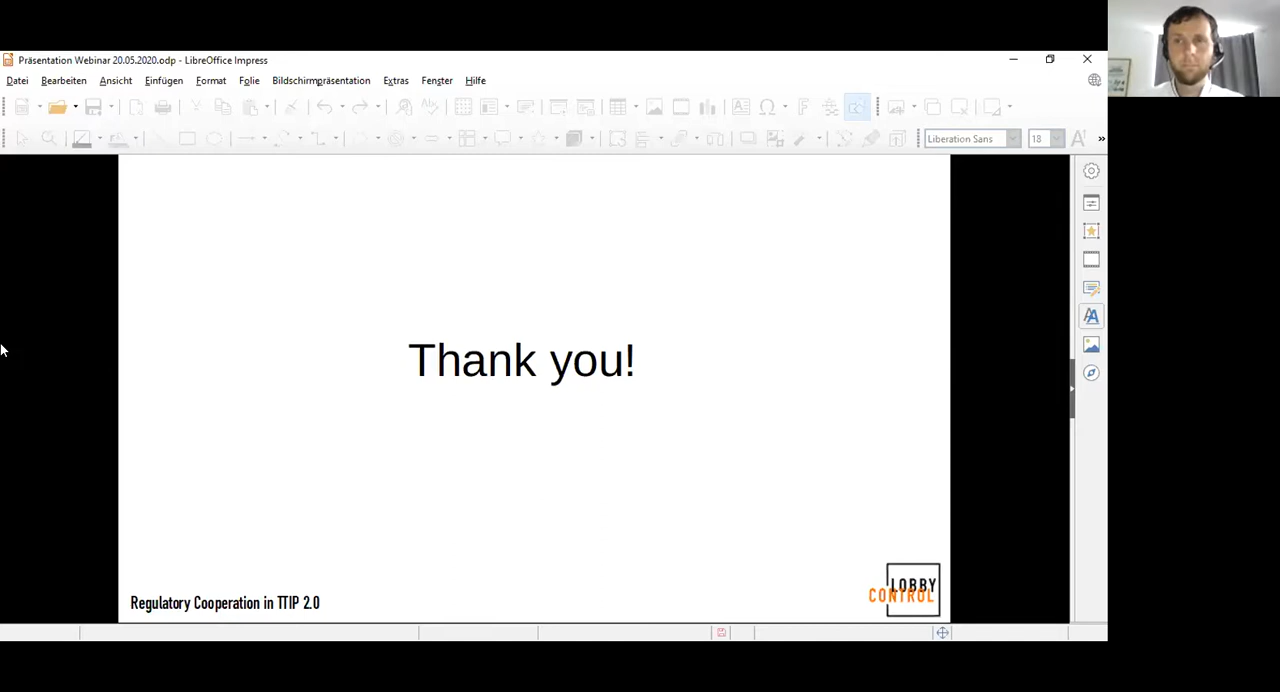 Präsentation Webinar 20.05.2020.odp - LibreOffice Impress
Datei Bearbeiten Ansicht Einfügen Format Folie Bildschirmpräsentation Extras Fenster Hilfe
Liberation Sans 18
Thank you!
Regulatory Cooperation in TTIP 2.0
LOBBY
CONTROL